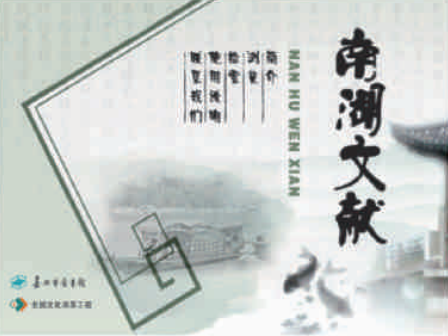 南湖文献
NAN HU WEN XIAN
简介
浏览
检索
使用说明
联系我们
嘉兴市图书馆
全国文化共享工程